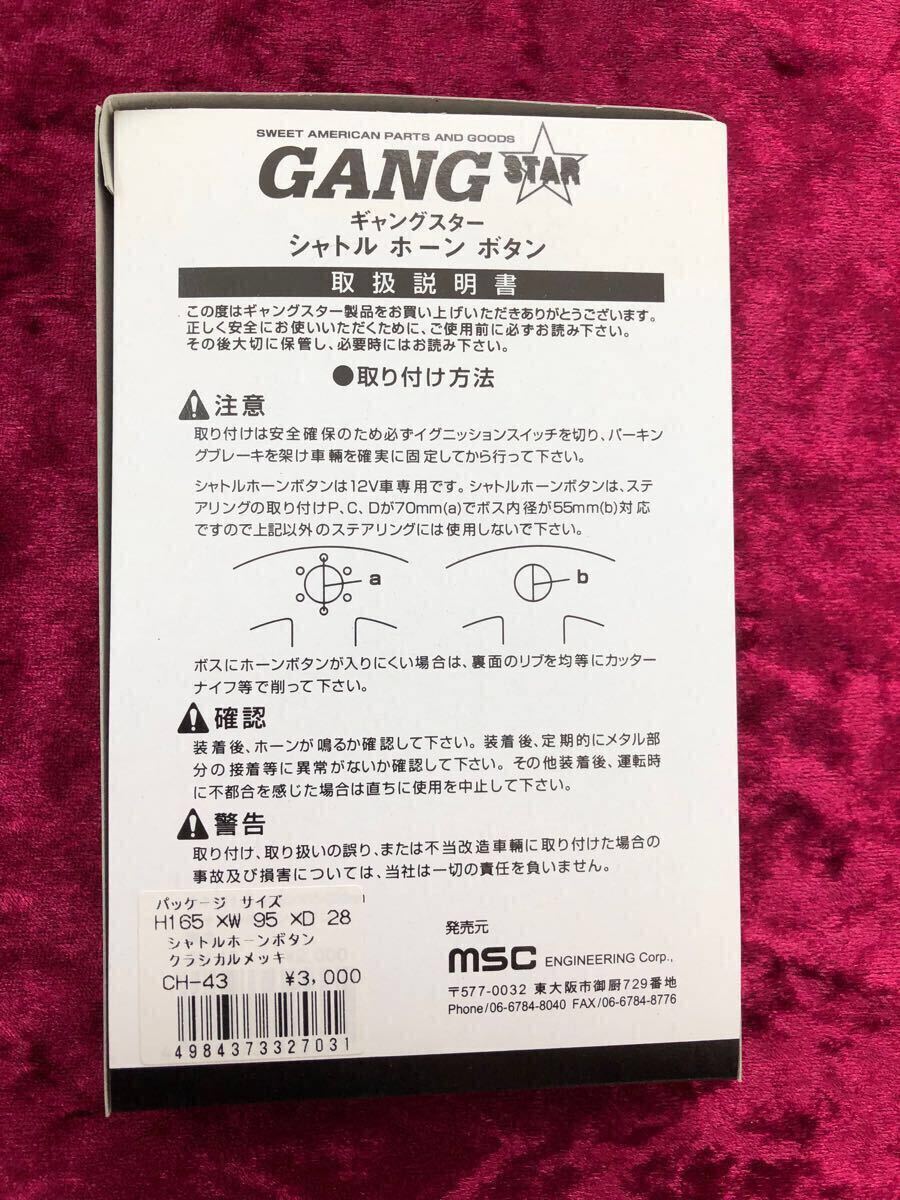 SWEET AMERICAN PARTS AND GOODS
GANG STAR
ギャングスター
シャトル ホーン ボタン
取扱説明書
この度はギャングスター製品をお買い上げいただきありがとうございます。
正しく安全にお使いいただくために、ご使用前に必ずお読み下さい。
その後大切に保管し、必要時にはお読み下さい。
●取り付け方法
注意
取り付けは安全確保のため必ずイグニッションスイッチを切り、パーキン
グブレーキを架け車輛を確実に固定してから行って下さい。
シャトルホーンボタンは12V車専用です。シャトルホーンボタンは、ステ
アリングの取り付けP、C、Dが70mm(a)でボス内径が55mm(b)対応
ですので上記以外のステアリングには使用しないで下さい。
a
b
ボスにホーンボタンが入りにくい場合は、裏面のリブを均等にカッター
ナイフ等で削って下さい。
確認
装着後、ホーンが鳴るか確認して下さい。装着後、定期的にメタル部
分の接着等に異常がないか確認して下さい。その他装着後、運転時
に不都合を感じた場合は直ちに使用を中止して下さい。
警告
取り付け、取り扱いの誤り、または不当改造車輛に取り付けた場合の
事故及び損害については、当社は一切の責任を負いません。
パッケージ サイズ
H165 ×W 95 ×D 28
シャトルホーンボタン
クラシカルメッキ
CH-43 ¥3,000
4984373327031
発売元
msc ENGINEERING Corp.,
〒577-0032 東大阪市御厨729番地
Phone/06-6784-8040 FAX/06-6784-8776